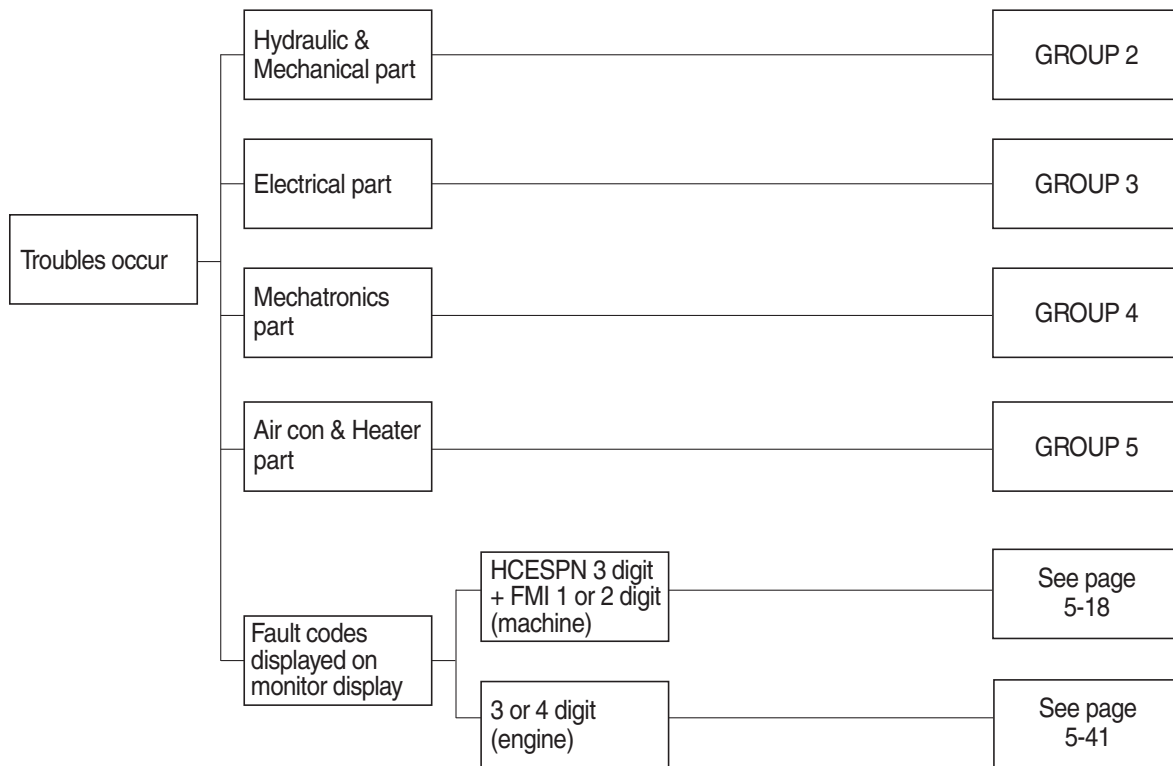 Troubles occur
Hydraulic &
Mechanical part
GROUP 2
Electrical part
GROUP 3
Mechatronics
part
GROUP 4
Air con & Heater
part
GROUP 5
Fault codes
displayed on
monitor display
HCESPN 3 digit
+ FMI 1 or 2 digit
(machine)
See page
5-18
3 or 4 digit
(engine)
See page
5-41